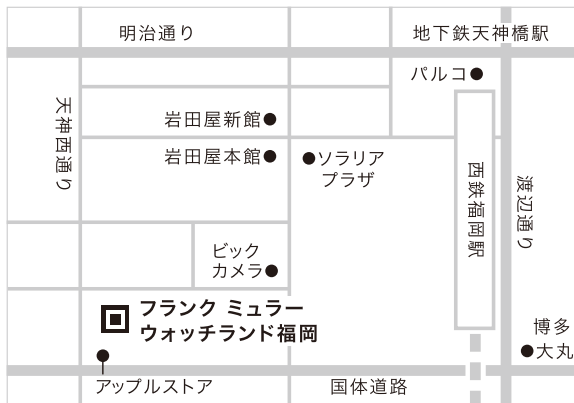 明治通り
地下鉄天神橋駅
パルコ
天神西通り
岩田屋新館
岩田屋本館
ソラリア
プラザ
西鉄福岡駅
渡辺通り
ビック
カメラ
フランク ミュラー
ウォッチランド福岡
博多
大丸
アップルストア
国体道路